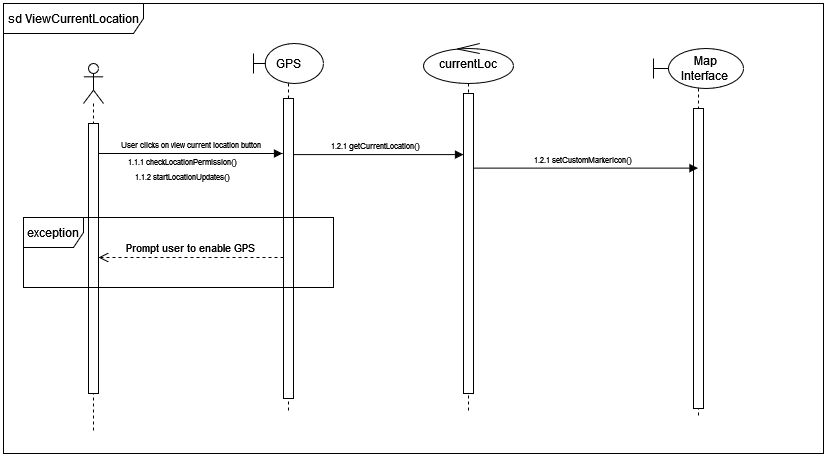 sd ViewCurrentLocation
GPS
currentLoc
Map
Interface
User clicks on view current location button
1.1.1 checkLocationPermission()
1.1.2 startLocationUpdates()
1.2.1 getCurrentLocation()
1.2.1 setCustomMarkerIcon()
exception
Prompt user to enable GPS